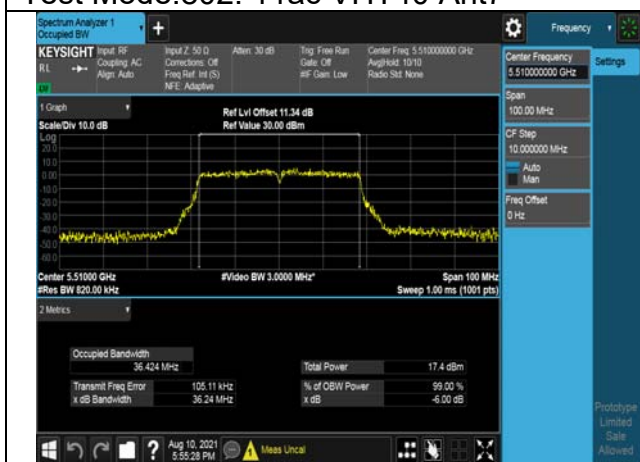 Spectrum Analyzer 1
Occupied BW
Frequency
KEYSIGHT
Input: RF
Coupling: AC
Align: Auto
RL
Input Z: 50 Ω
Corrections: Off
Freq Ref: Int (S)
NFE: Adaptive
Atten: 30 dB
Trig: Free Run
Gate: Off
#IF Gain: Low
Center Freq: 5.510000000 GHz
Avg|Hold: 10/10
Radio Std: None
Center Frequency
5.510000000 GHz
Settings
Span
100.00 MHz
CF Step
10.000000 MHz
Auto
Man
Freq Offset
0 Hz
1 Graph
Scale/Div 10.0 dB
Ref Lvl Offset 11.34 dB
Ref Value 30.00 dBm
Log
20.0
10.0
0.00
-10.0
-20.0
-30.0
-40.0
-50.0
-60.0
Center 5.51000 GHz
#Res BW 820.00 kHz
#Video BW 3.0000 MHz*
Span 100 MHz
Sweep 1.00 ms (1001 pts)
2 Metrics
Occupied Bandwidth
36.424 MHz
Total Power 17.4 dBm
Transmit Freq Error 105.11 kHz
% of OBW Power 99.00 %
x dB Bandwidth 36.24 MHz
x dB -6.00 dB
Prototype
Limited
Sale
Allowed
Aug 10, 2021
5:55:28 PM
Meas Uncal